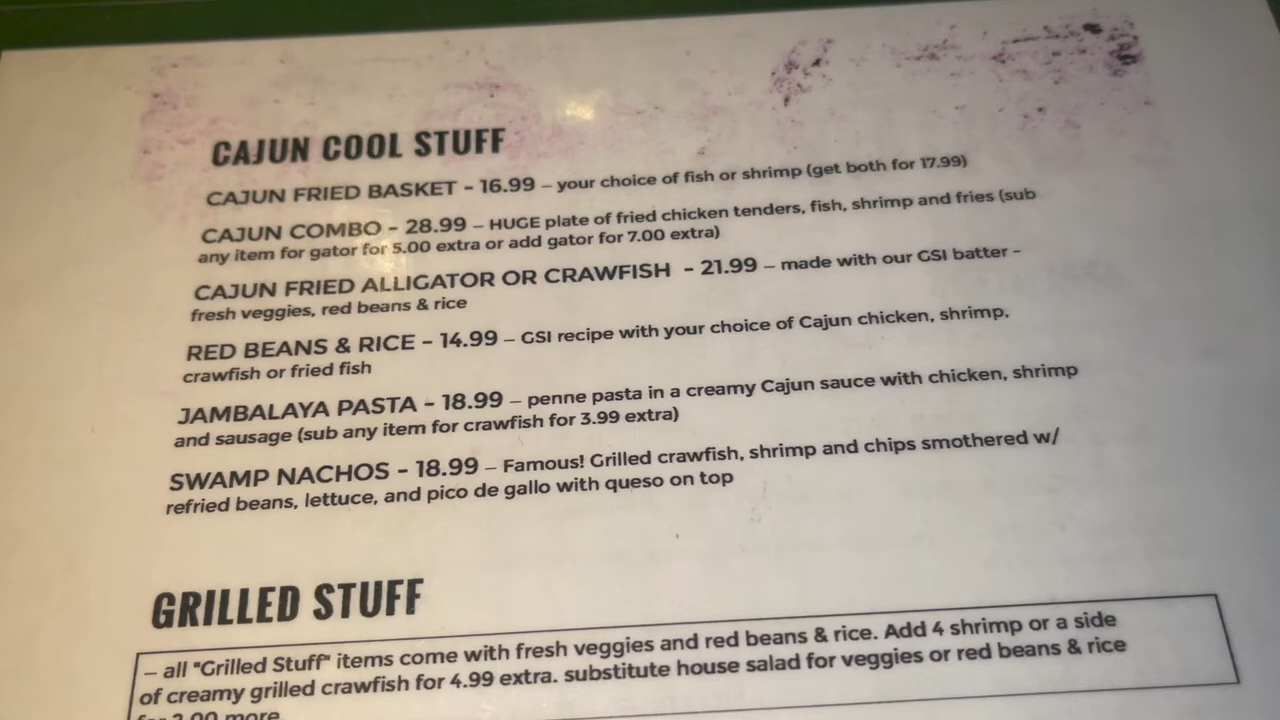 CAJUN COOL STUFF
CAJUN FRIED BASKET - 16.99 – your choice of fish or shrimp (get both for 17.99)
CAJUN COMBO - 28.99 – HUGE plate of fried chicken tenders, fish, shrimp and fries (sub
any item for gator for 5.00 extra or add gator for 7.00 extra)
CAJUN FRIED ALLIGATOR OR CRAWFISH - 21.99 – made with our GSI batter –
fresh veggies, red beans & rice
RED BEANS & RICE - 14.99 – GSI recipe with your choice of Cajun chicken, shrimp,
crawfish or fried fish
JAMBALAYA PASTA - 18.99 – penne pasta in a creamy Cajun sauce with chicken, shrimp
and sausage (sub any item for crawfish for 3.99 extra)
SWAMP NACHOS - 18.99 – Famous! Grilled crawfish, shrimp and chips smothered w/
refried beans, lettuce, and pico de gallo with queso on top
GRILLED STUFF
– all "Grilled Stuff" items come with fresh veggies and red beans & rice. Add 4 shrimp or a side
of creamy grilled crawfish for 4.99 extra. substitute house salad for veggies or red beans & rice
for 2.00 more.